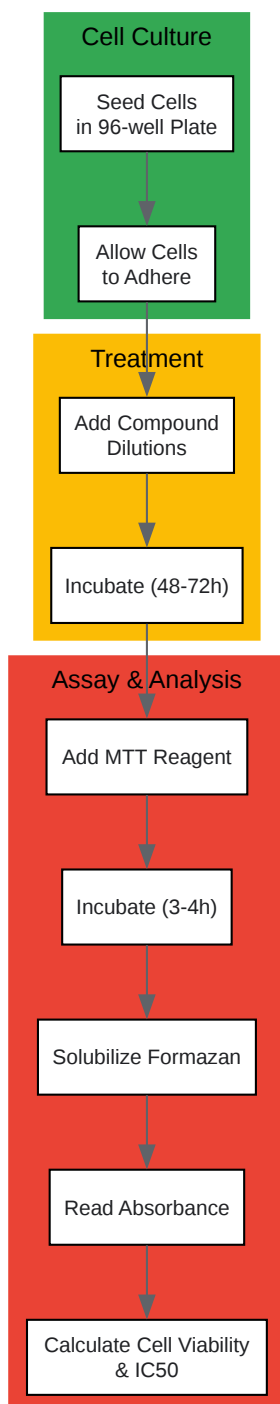 Cell Culture
Seed Cells
in 96-well Plate
Allow Cells
to Adhere
Treatment
Add Compound
Dilutions
Incubate (48-72h)
Assay & Analysis
Add MTT Reagent
Incubate (3-4h)
Solubilize Formazan
Read Absorbance
Calculate Cell Viability
& IC50